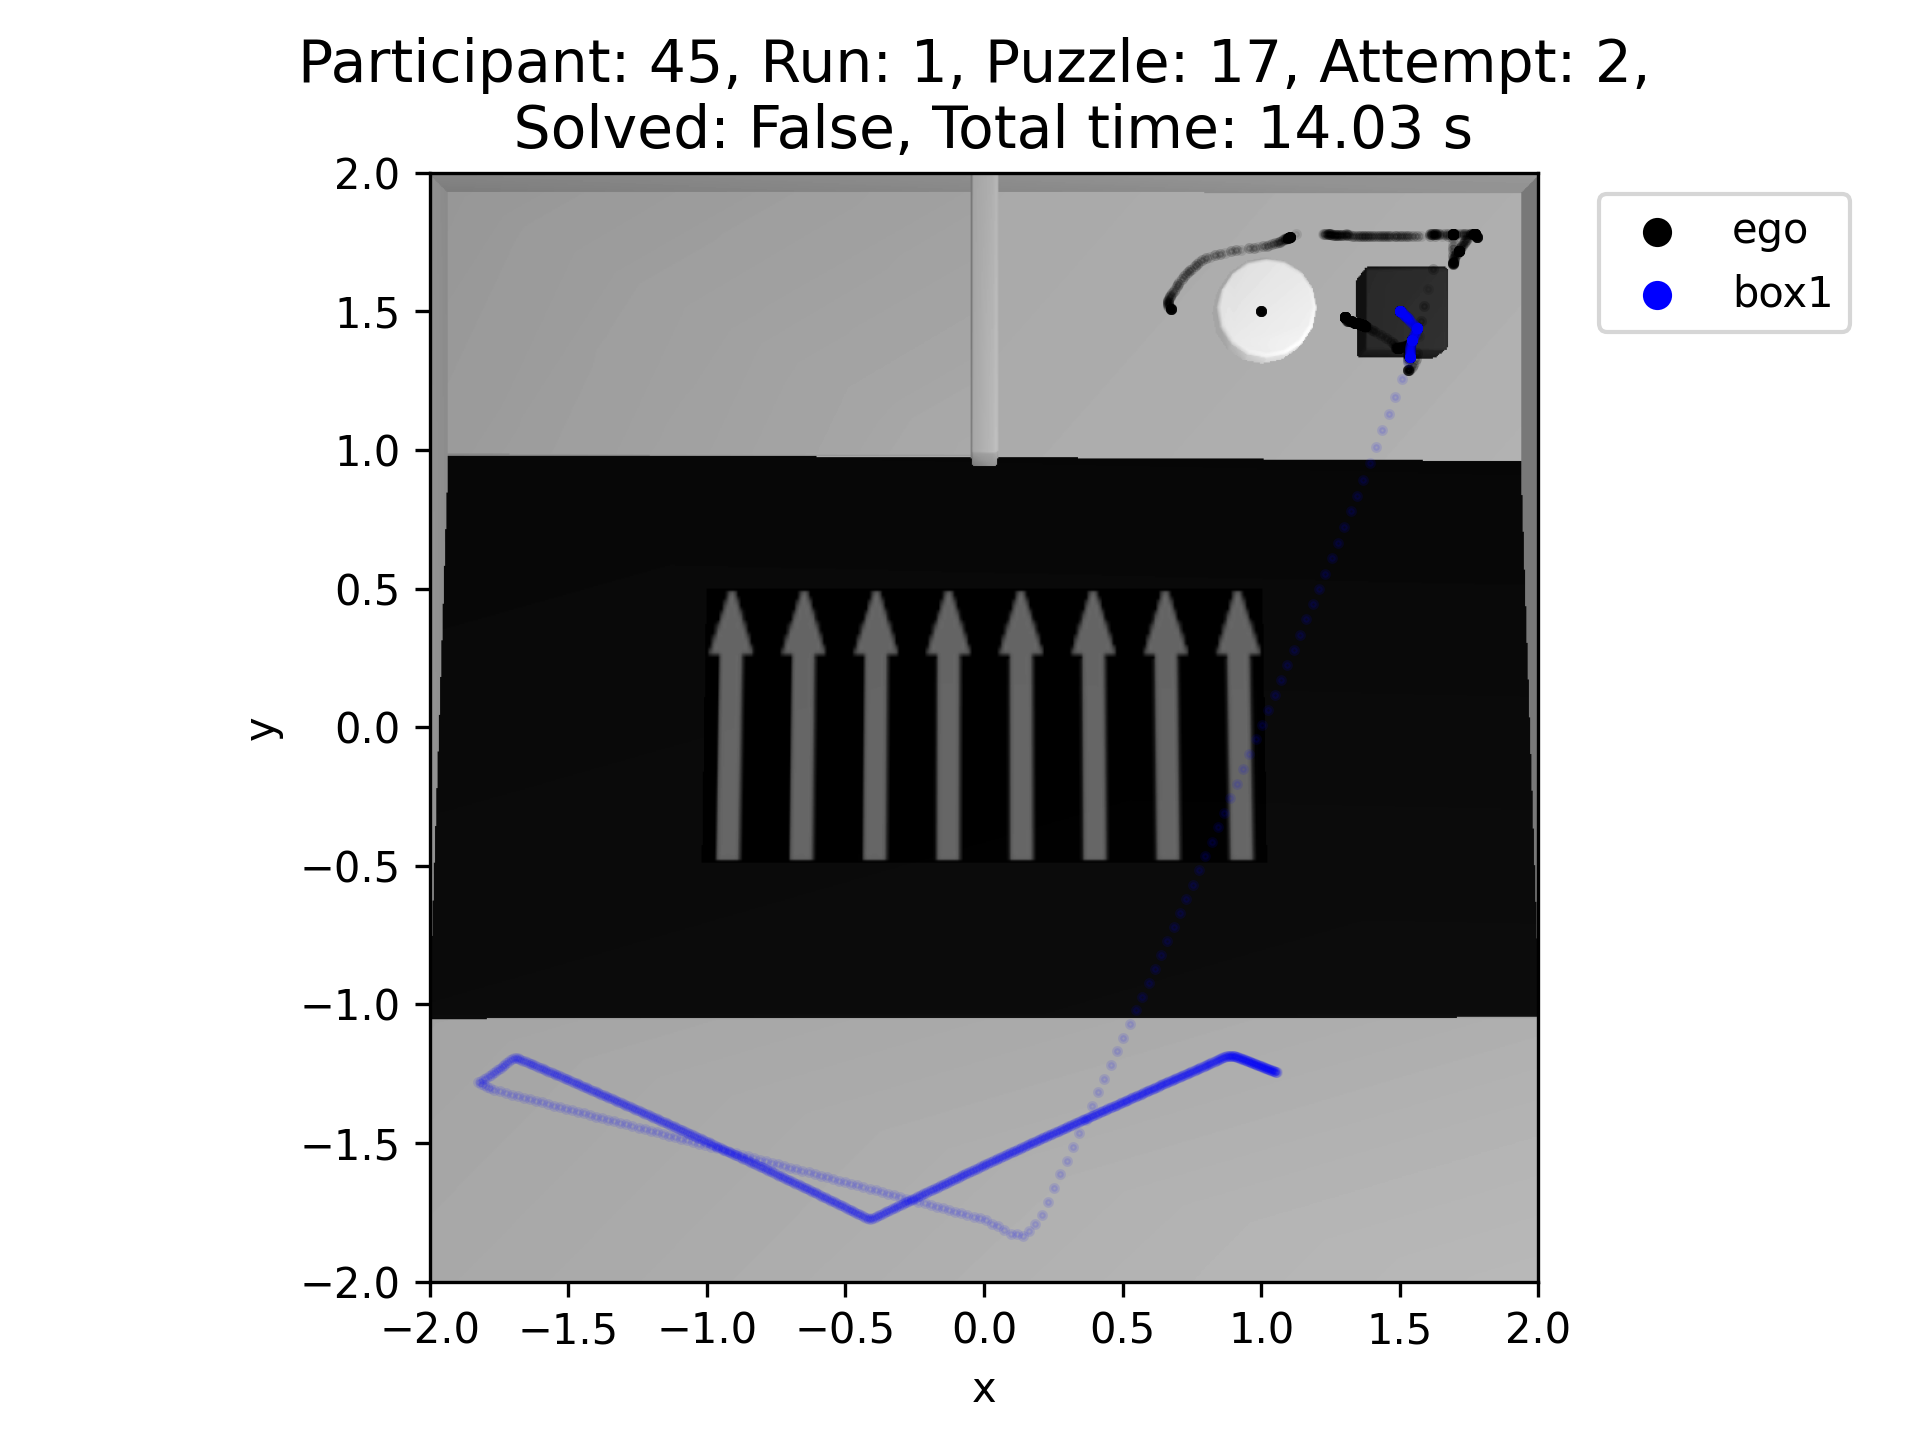 Participant: 45, Run: 1, Puzzle: 17, Attempt: 2,
Solved: False, Total time: 14.03 s
ego
box1
2.0
1.5
1.0
0.5
0.0
−0.5
−1.0
−1.5
−2.0
y
−2.0 −1.5 −1.0 −0.5 0.0 0.5 1.0 1.5 2.0
x